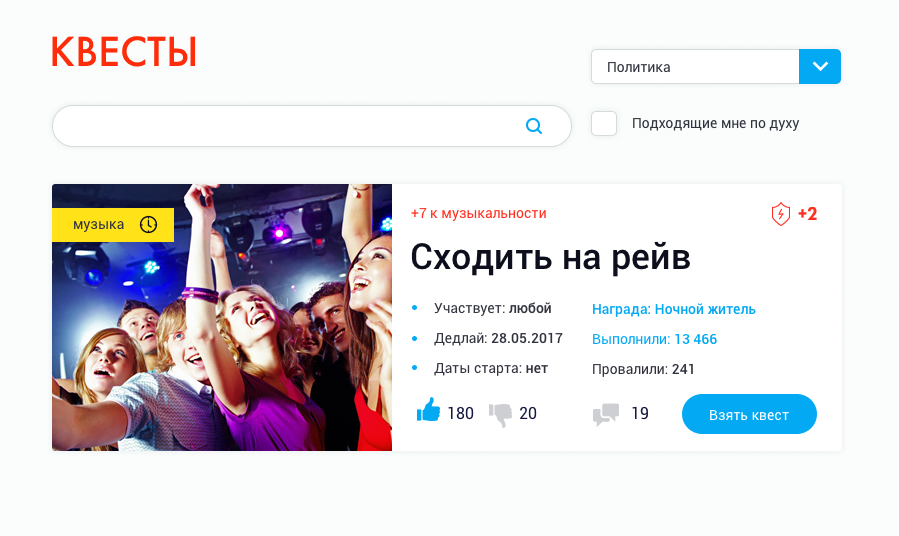 КВЕСТЫ
Политика
Подходящие мне по духу
музыка
+7 к музыкальности
+2
Сходить на рейв
Участвует: любой
Награда: Ночной житель
Дедлай: 28.05.2017
Выполнили: 13 466
Даты старта: нет
Провалили: 241
180
20
19
Взять квест